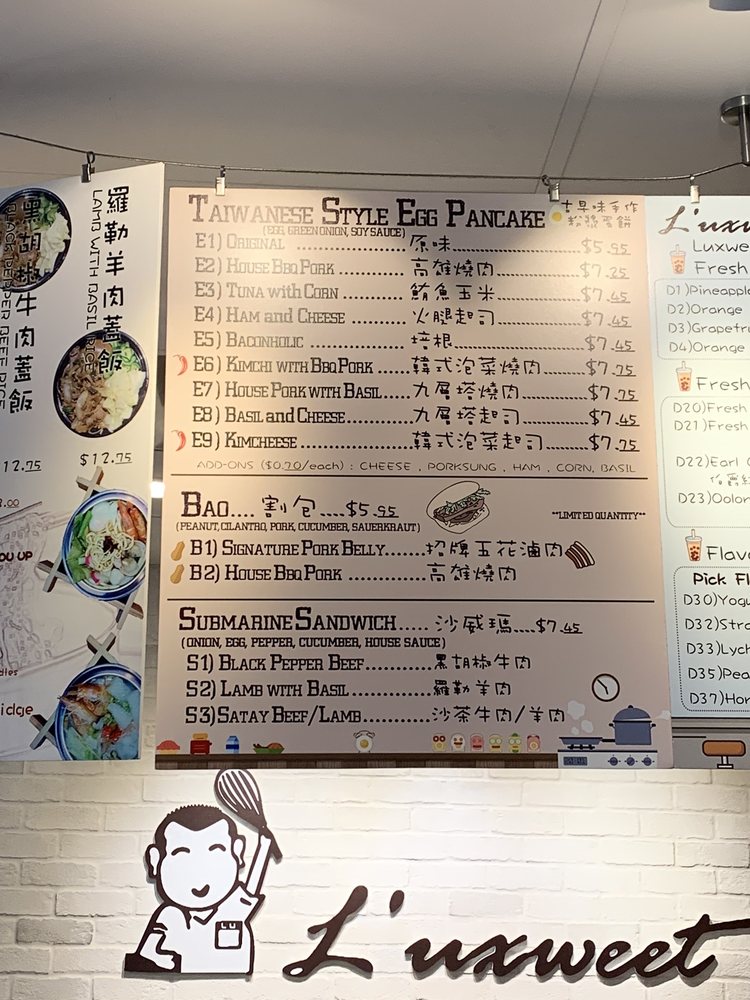 羅勒羊肉蓋飯
LAMB WITH BASIL RICE
黑胡椒牛肉蓋飯
BLACK PEPPER BEEF RICE
12.75
$12.75
TAIWANESE STYLE EGG PANCAKE 古早味手作
粉漿蛋餅
(EGG, GREEN ONION, SOY SAUCE)
E1) ORIGINAL ................ 原味................................$5.95
E2) HOUSE BBQ PORK ............ 高雄燒肉........................$7.25
E3) TUNA WITH CORN .......... 鮪魚玉米........................$7.45
E4) HAM AND CHEESE ......... 火腿起司........................$7.45
E5) BACONHOLIC ................ 培根................................$7.45
E6) KIMCHI WITH BBQ PORK ......韓式泡菜燒肉...............$7.75
E7) HOUSE PORK WITH BASIL.....九層塔燒肉...................$7.75
E8) BASIL AND CHEESE...............九層塔起司...................$7.45
E9) KIMCHEESE .......................韓式泡菜起司...............$7.75
ADD-ONS ($0.70/each) : CHEESE , PORKSUNG , HAM , CORN, BASIL
BAO.... 割包....$5.95
(PEANUT, CILANTRO, PORK, CUCUMBER, SAUERKRAUT)
**LIMITED QUANTITY**
B1) SIGNATURE PORK BELLY.......招牌五花滷肉
B2) HOUSE BBQ PORK ..............高雄燒肉
SUBMARINE SANDWICH..... 沙威瑪....$7.45
( ONION, EGG, PEPPER, CUCUMBER, HOUSE SAUCE )
S1) BLACK PEPPER BEEF...........黑胡椒牛肉
S2) LAMB WITH BASIL .............羅勒羊肉
S3) SATAY BEEF/LAMB............沙茶牛肉/羊肉
Luxwe
Fresh
D1)Pineapple
D2)Orange
D3)Grapefr
D4)Orange
Fresh
D20)Fresh
D21)Fresh
D22)Earl
D23)Oolon
Flavo
Pick Fl
D30)Yogu
D32)Stra
D33)Lych
D35)Pea
D37)Hon
L'uxweet